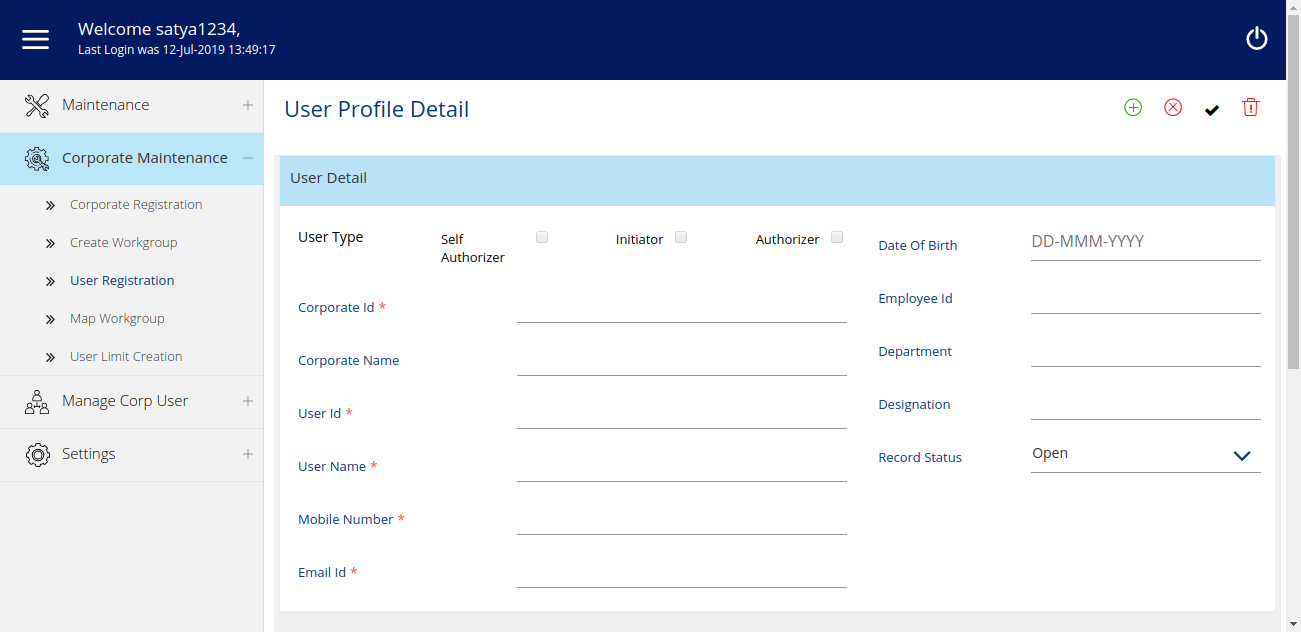 Welcome satya1234,
Last Login was 12-Jul-2019 13:49:17
Maintenance
Corporate Maintenance
Corporate Registration
Create Workgroup
User Registration
Map Workgroup
User Limit Creation
Manage Corp User
Settings
User Profile Detail
User Detail
User Type
Self
Authorizer
Initiator
Authorizer
Corporate Id *
Corporate Name
User Id *
User Name *
Mobile Number *
Email Id *
Date Of Birth
DD-MMM-YYYY
Employee Id
Department
Designation
Record Status
Open